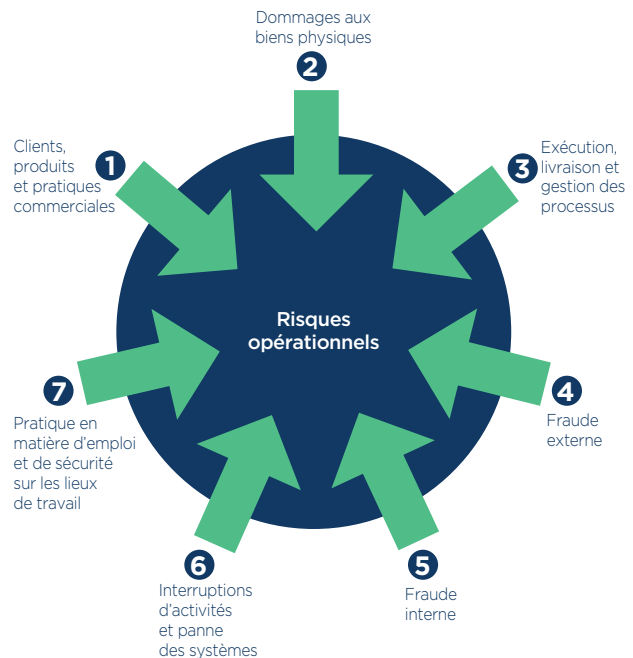 Dommages aux
biens physiques
2
Clients,
produits
et pratiques
commerciales
1
3
Exécution,
livraison et
gestion des
processus
Risques
opérationnels
7
Pratique en
matière d'emploi
et de sécurité
sur les lieux
de travail
4
Fraude
externe
6
Interruptions
d'activités
et panne
des systèmes
5
Fraude
interne